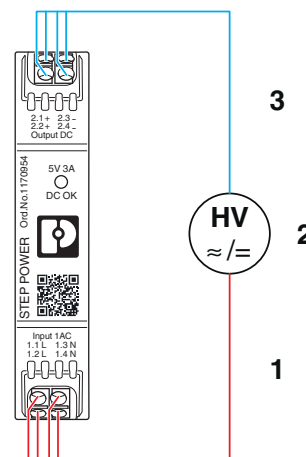 2.1+ 2.3–
2.2+ 2.4–
Output DC
5V 3A
DC OK
STEP POWER Ord.No.1170954
Input 1AC
1.1 L 1.3 N
1.2 L 1.4 N
3
HV
≈/=
2
1